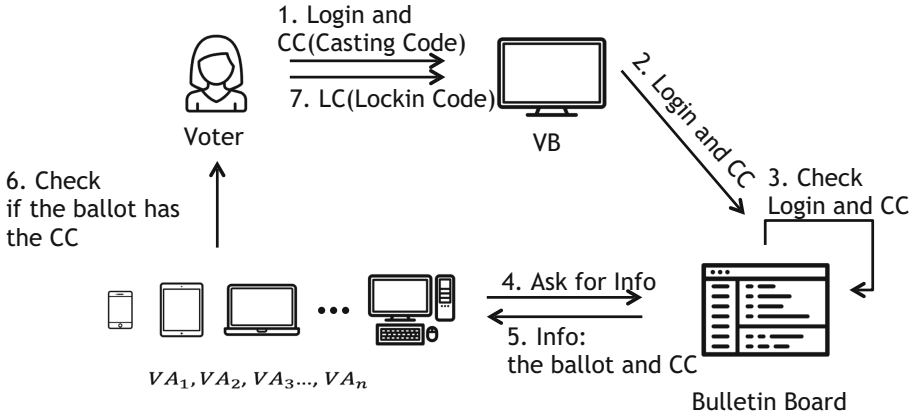 1. Login and
CC(Casting Code)
7. LC(Lockin Code)
Voter
VB
2. Login and CC
3. Check
Login and CC
6. Check
if the ballot has
the CC
4. Ask for Info
5. Info:
the ballot and CC
VA₁, VA₂, VA₃..., VAₙ
Bulletin Board